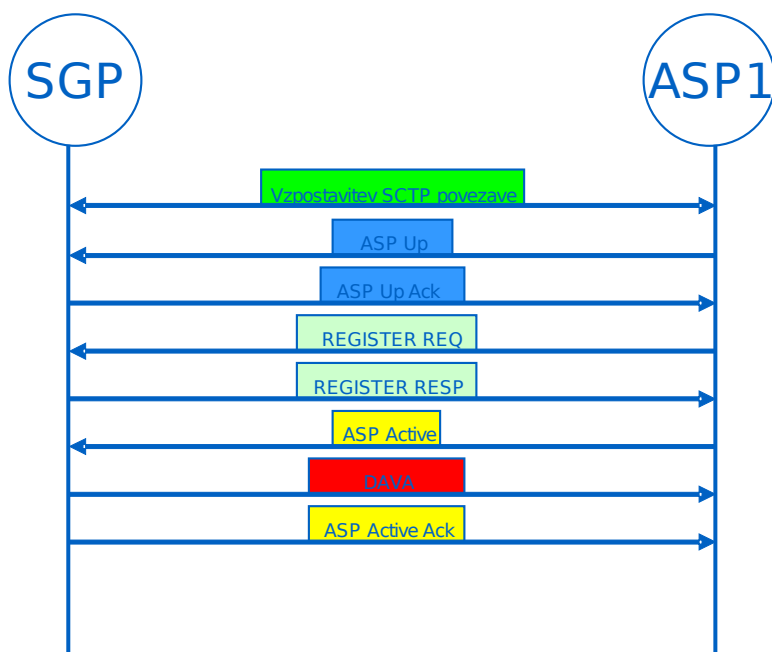 SGP
ASP1
Vzpostavitev SCTP povezave
ASP Up
ASP Up Ack
REGISTER REQ
REGISTER RESP
ASP Active
DAVA
ASP Active Ack